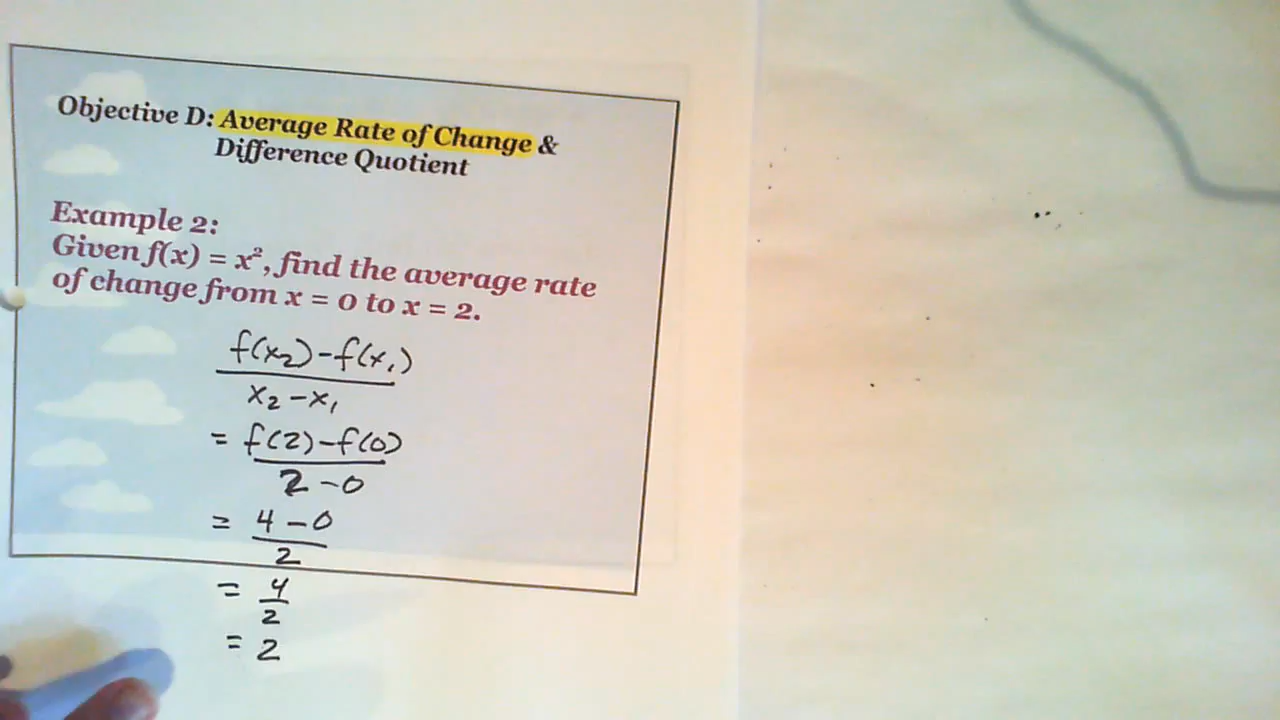 Objective D: Average Rate of Change &
Difference Quotient
Example 2:
Given f(x) = x², find the average rate
of change from x = 0 to x = 2.
f(x₂)-f(x₁)
x₂-x₁
= f(2)-f(0)
2-0
= 4-0
2
= 4
2
= 2